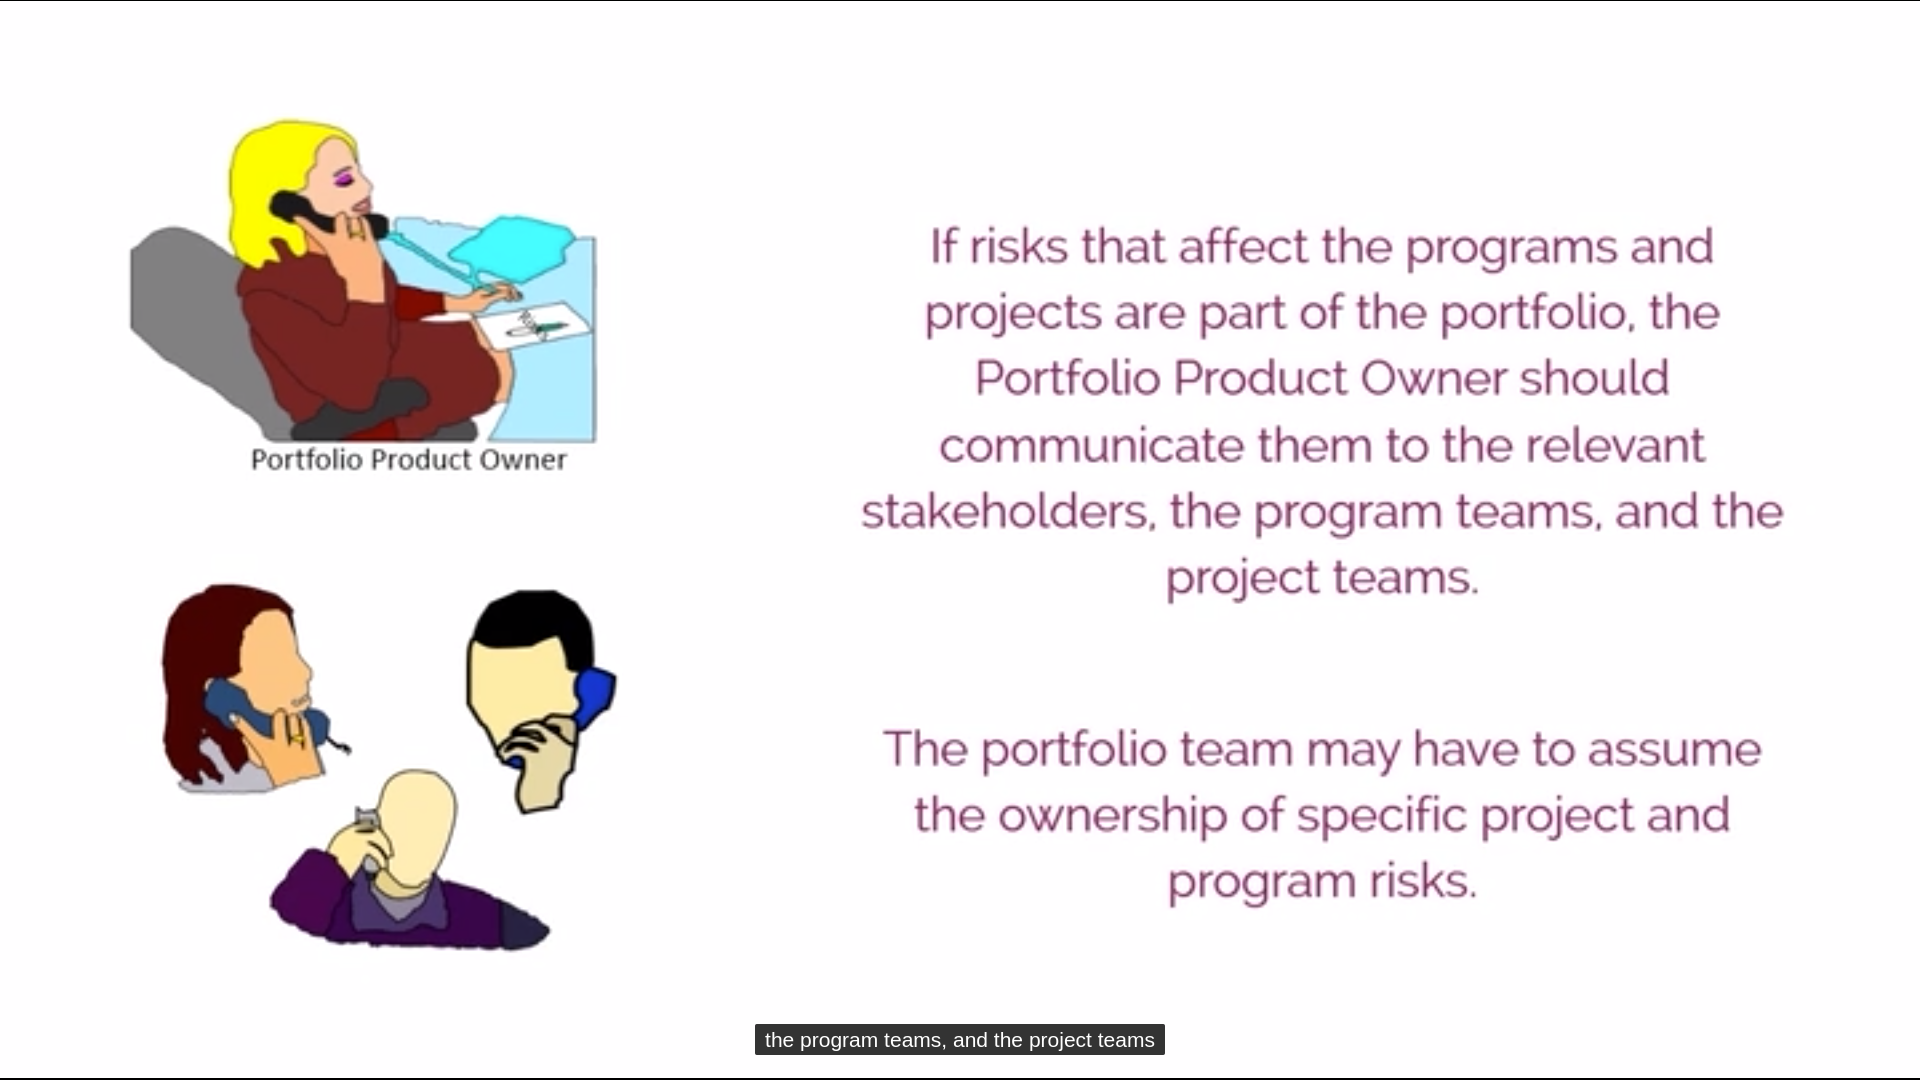 Portfolio Product Owner
If risks that affect the programs and
projects are part of the portfolio, the
Portfolio Product Owner should
communicate them to the relevant
stakeholders, the program teams, and the
project teams.
The portfolio team may have to assume
the ownership of specific project and
program risks.
the program teams, and the project teams